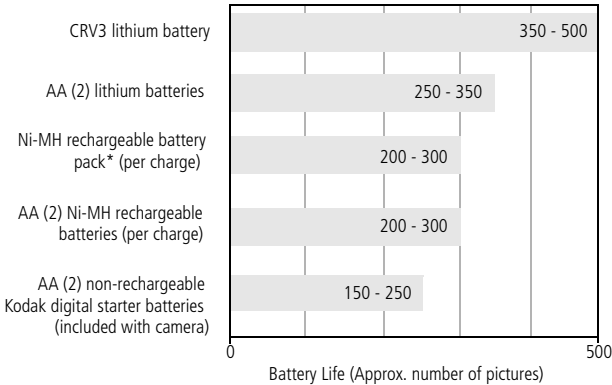 CRV3 lithium battery
350 - 500
AA (2) lithium batteries
250 - 350
Ni-MH rechargeable battery
pack* (per charge)
200 - 300
AA (2) Ni-MH rechargeable
batteries (per charge)
200 - 300
AA (2) non-rechargeable
Kodak digital starter batteries
(included with camera)
150 - 250
0
500
Battery Life (Approx. number of pictures)